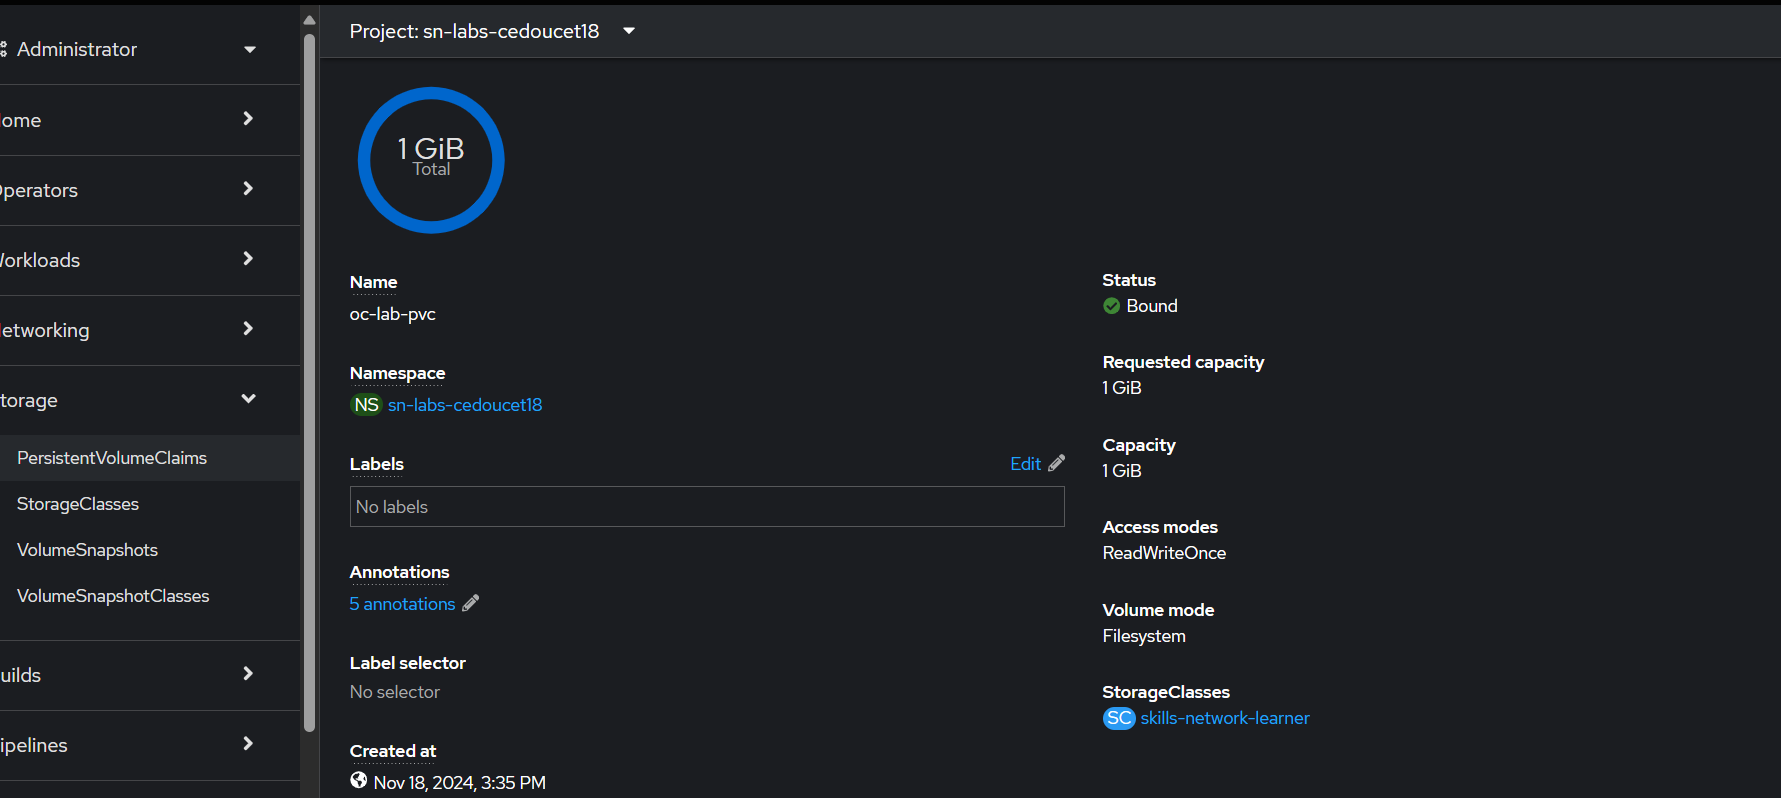 Administrator
ome
perators
orkloads
etworking
torage
PersistentVolumeClaims
StorageClasses
VolumeSnapshots
VolumeSnapshotClasses
uilds
ipelines
Project: sn-labs-cedoucet18
1 GiB
Total
Name
oc-lab-pvc
Namespace
NS sn-labs-cedoucet18
Labels
Edit
No labels
Annotations
5 annotations
Label selector
No selector
Created at
Nov 18, 2024, 3:35 PM
Status
Bound
Requested capacity
1 GiB
Capacity
1 GiB
Access modes
ReadWriteOnce
Volume mode
Filesystem
StorageClasses
SC skills-network-learner